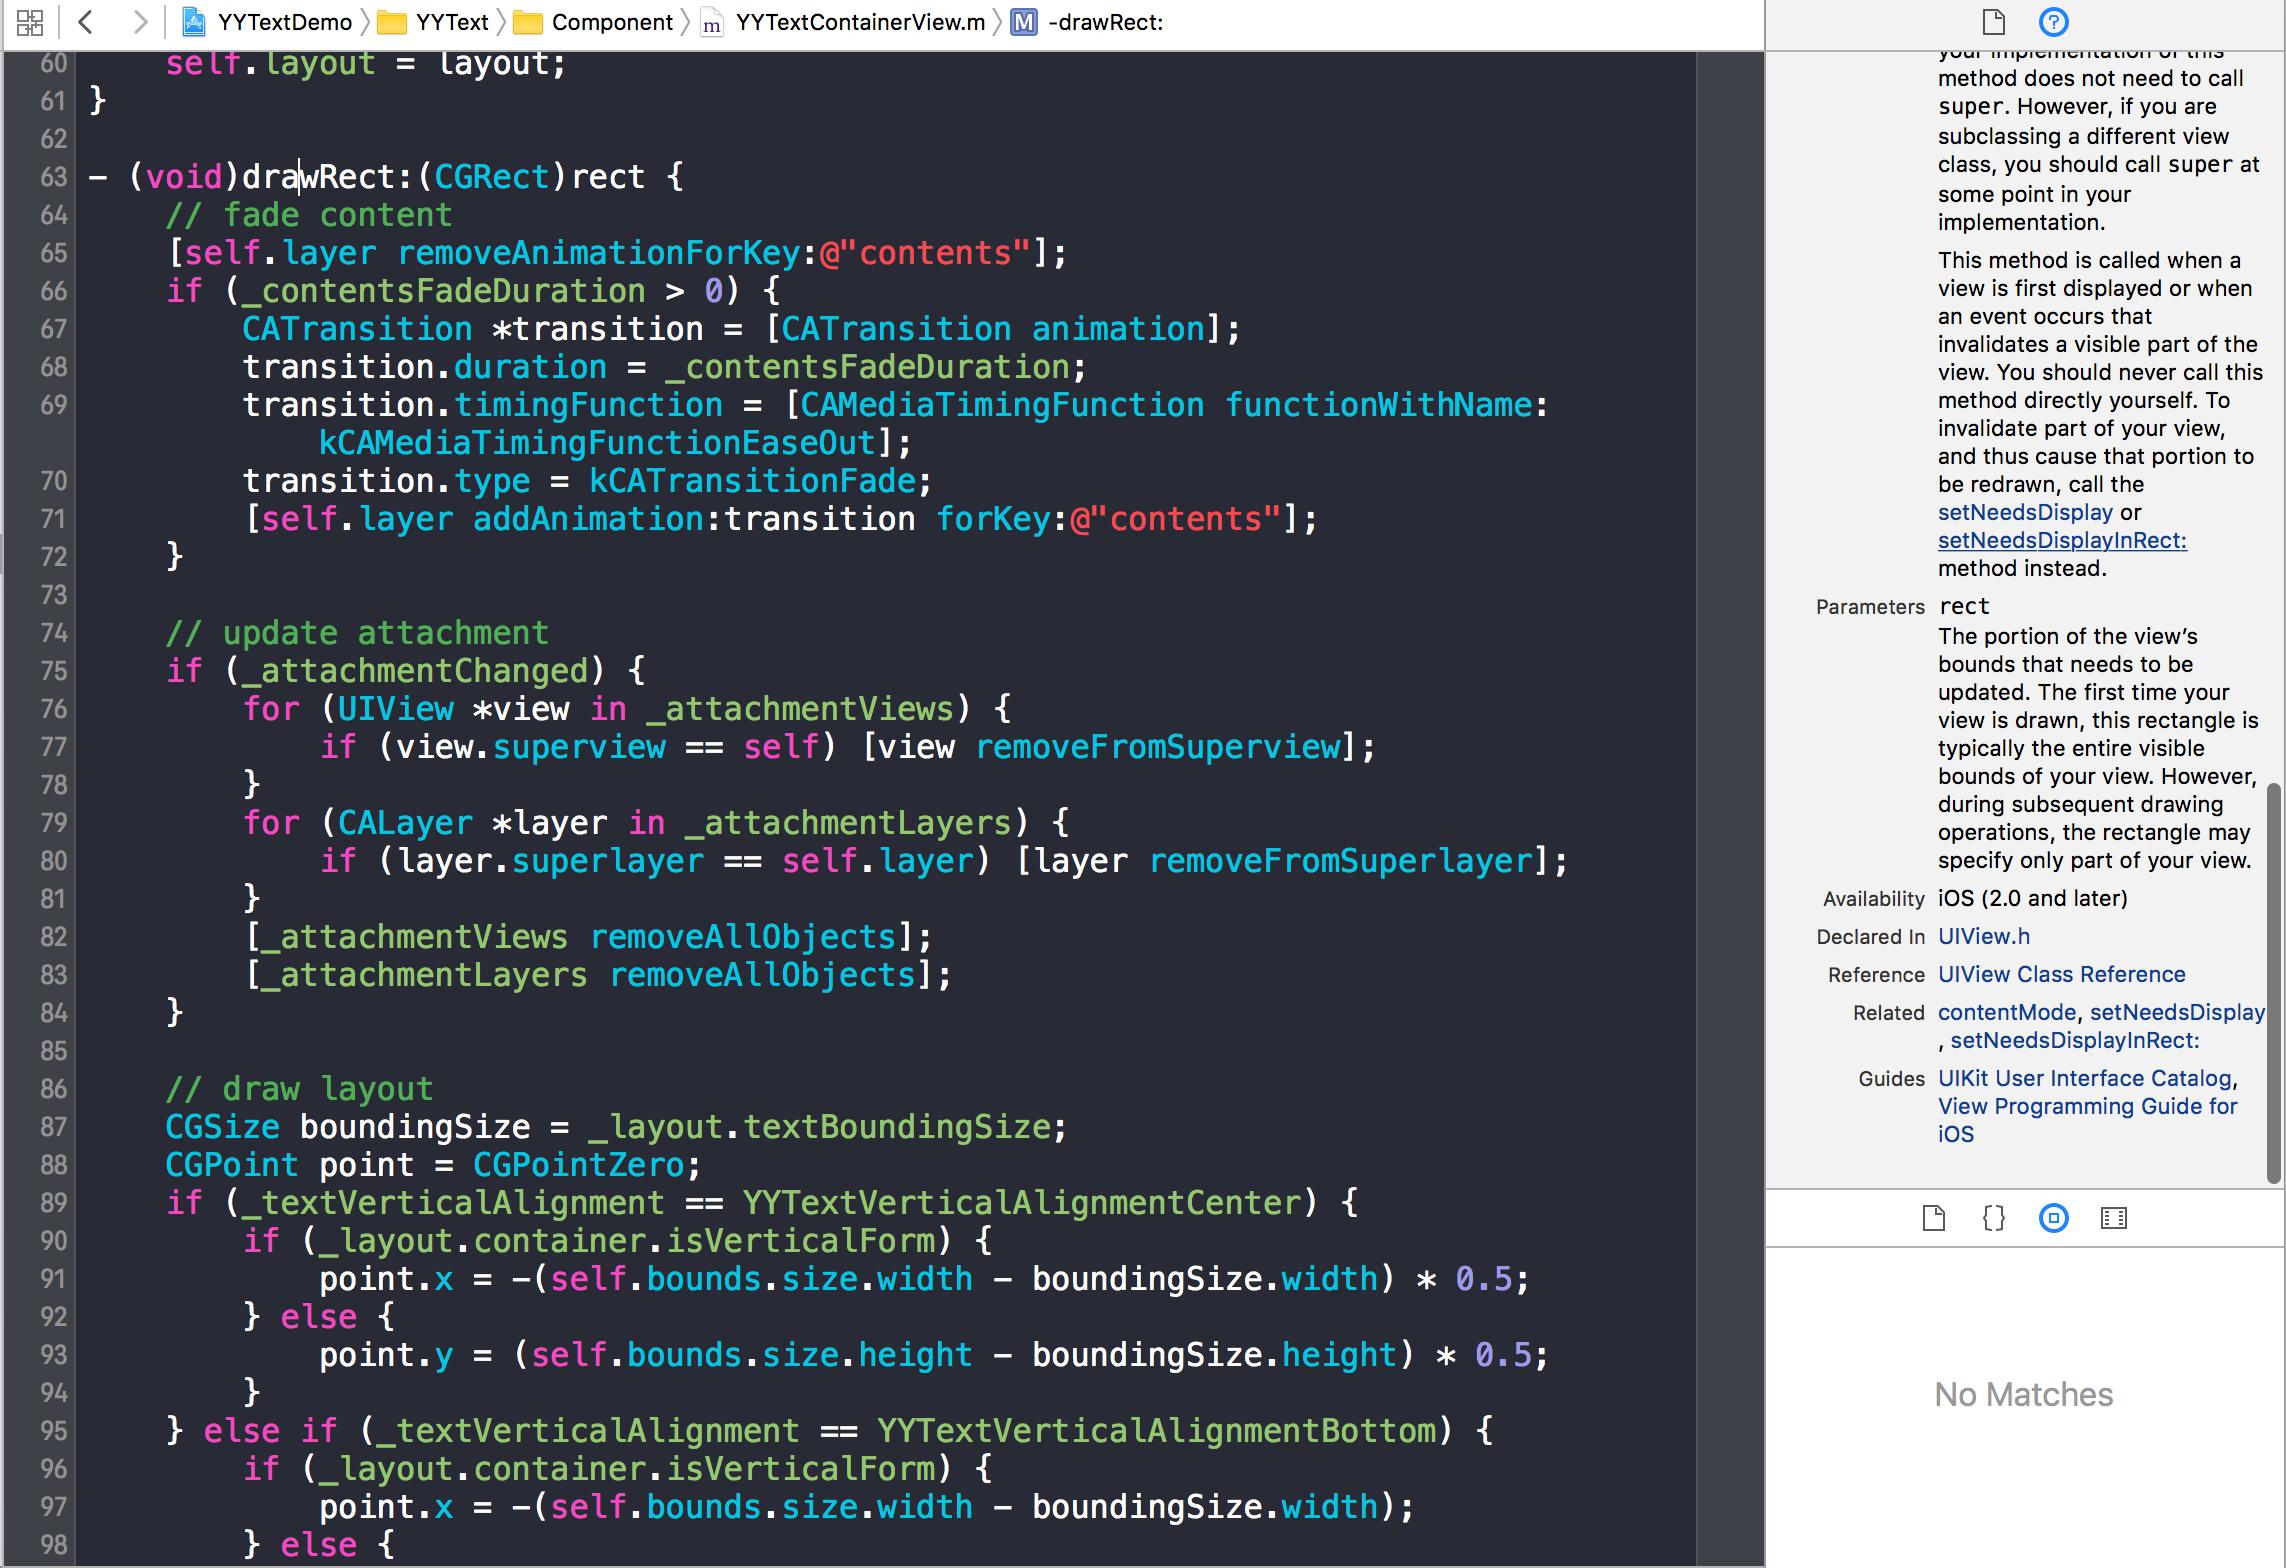 YYTextDemo YYText Component YYTextContainerView.m -drawRect:
60 self.layout = layout;
61 }
62
63 - (void)drawRect:(CGRect)rect {
64 // fade content
65 [self.layer removeAnimationForKey:@"contents"];
66 if (_contentsFadeDuration > 0) {
67 CATransition *transition = [CATransition animation];
68 transition.duration = _contentsFadeDuration;
69 transition.timingFunction = [CAMediaTimingFunction functionWithName:
kCAMediaTimingFunctionEaseOut];
70 transition.type = kCATransitionFade;
71 [self.layer addAnimation:transition forKey:@"contents"];
72 }
73
74 // update attachment
75 if (_attachmentChanged) {
76 for (UIView *view in _attachmentViews) {
77 if (view.superview == self) [view removeFromSuperview];
78 }
79 for (CALayer *layer in _attachmentLayers) {
80 if (layer.superlayer == self.layer) [layer removeFromSuperlayer];
81 }
82 [_attachmentViews removeAllObjects];
83 [_attachmentLayers removeAllObjects];
84 }
85
86 // draw layout
87 CGSize boundingSize = _layout.textBoundingSize;
88 CGPoint point = CGPointZero;
89 if (_textVerticalAlignment == YYTextVerticalAlignmentCenter) {
90 if (_layout.container.isVerticalForm) {
91 point.x = -(self.bounds.size.width - boundingSize.width) * 0.5;
92 } else {
93 point.y = (self.bounds.size.height - boundingSize.height) * 0.5;
94 }
95 } else if (_textVerticalAlignment == YYTextVerticalAlignmentBottom) {
96 if (_layout.container.isVerticalForm) {
97 point.x = -(self.bounds.size.width - boundingSize.width);
98 } else {
your implementation of this
method does not need to call
super. However, if you are
subclassing a different view
class, you should call super at
some point in your
implementation.
This method is called when a
view is first displayed or when
an event occurs that
invalidates a visible part of the
view. You should never call this
method directly yourself. To
invalidate part of your view,
and thus cause that portion to
be redrawn, call the
setNeedsDisplay or
setNeedsDisplayInRect:
method instead.
Parameters rect
The portion of the view’s
bounds that needs to be
updated. The first time your
view is drawn, this rectangle is
typically the entire visible
bounds of your view. However,
during subsequent drawing
operations, the rectangle may
specify only part of your view.
Availability iOS (2.0 and later)
Declared In UIView.h
Reference UIView Class Reference
Related contentMode, setNeedsDisplay
, setNeedsDisplayInRect:
Guides UIKit User Interface Catalog,
View Programming Guide for
iOS
No Matches